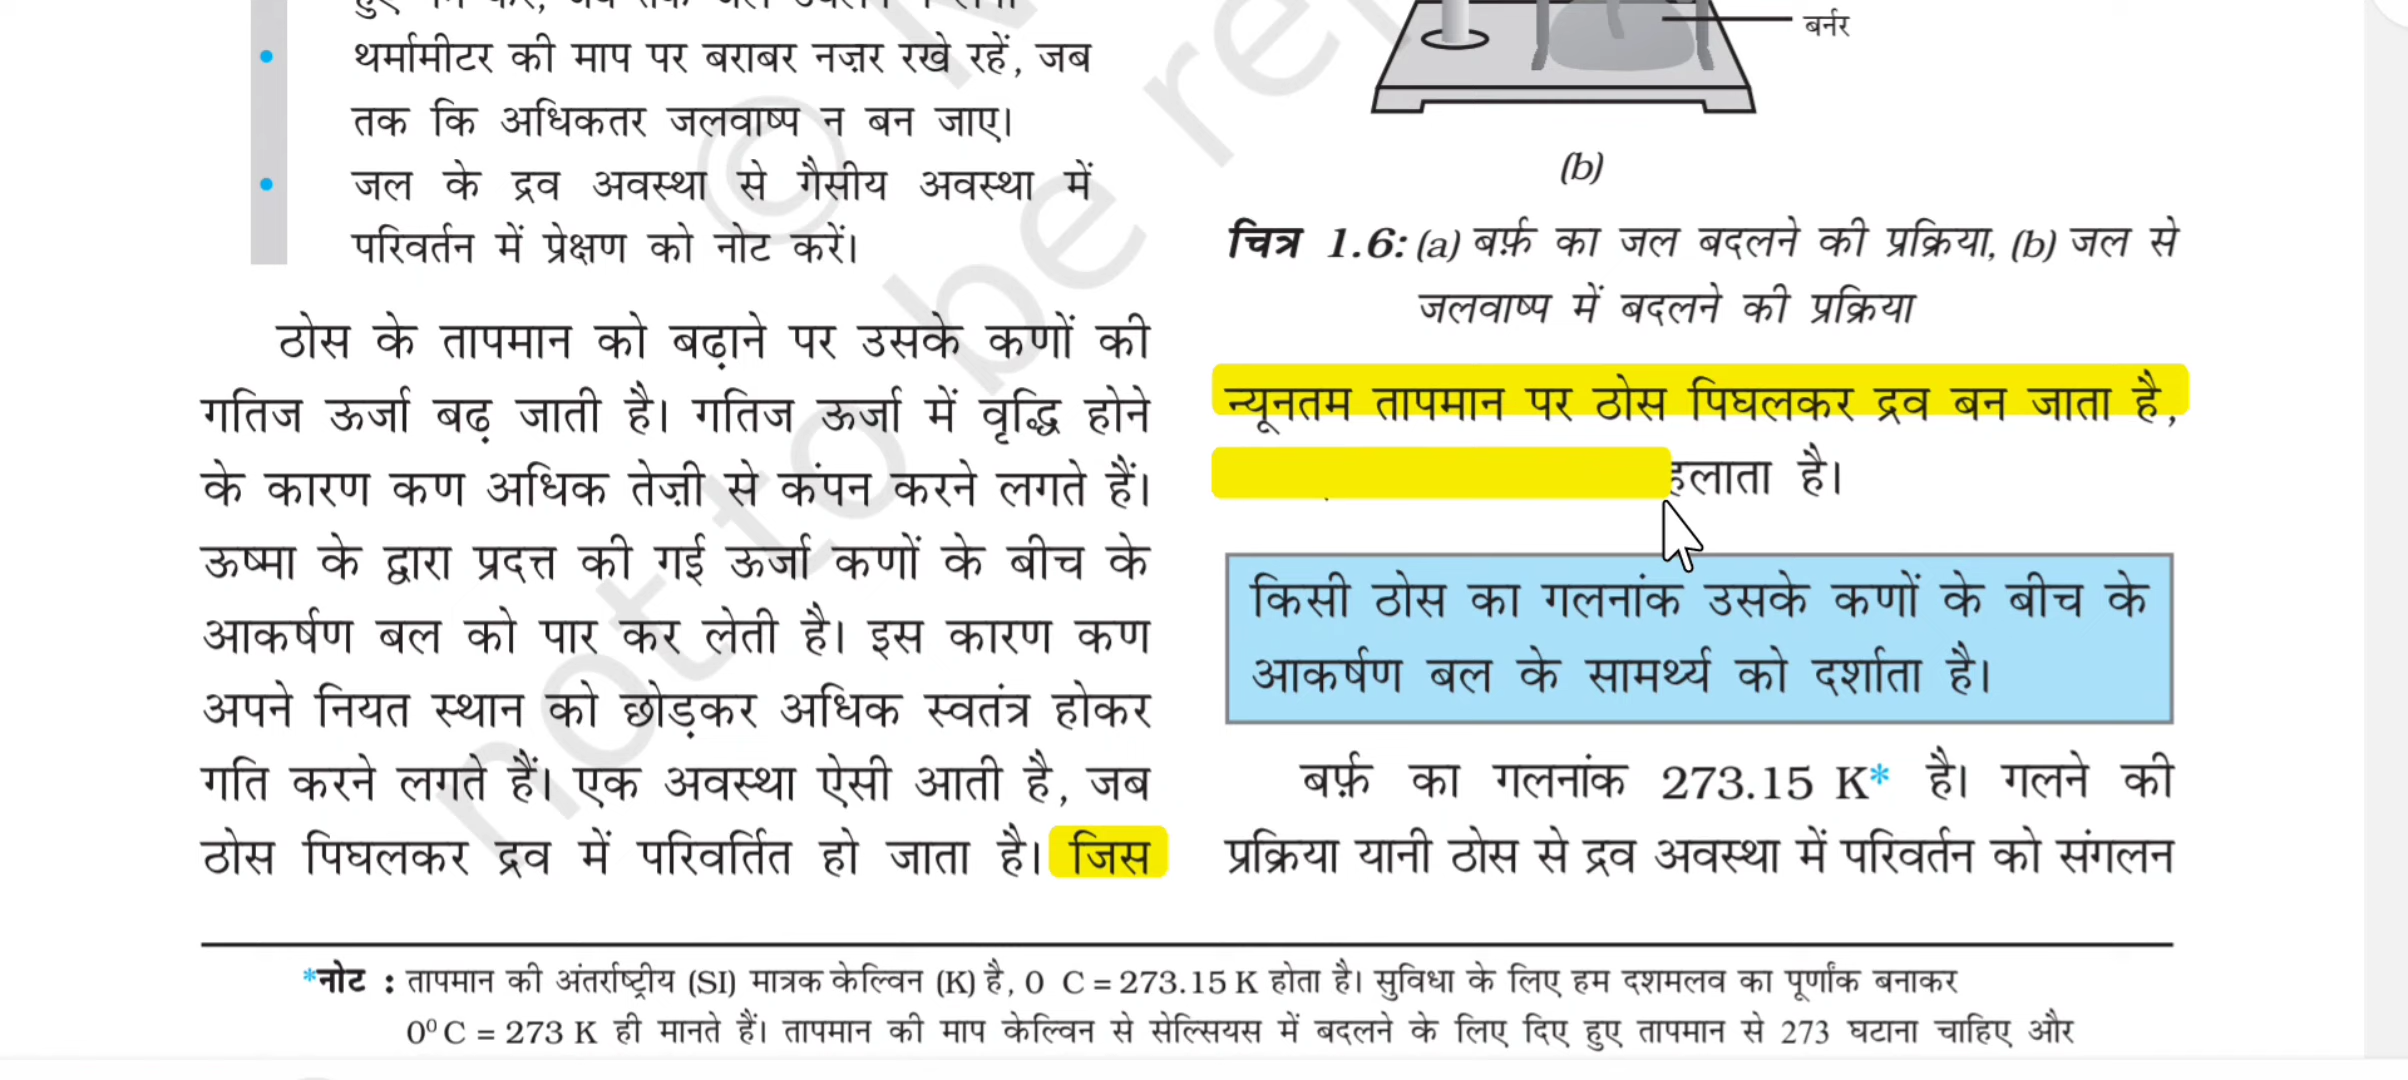 थर्मामीटर की माप पर बराबर नज़र रखे रहें, जब
तक कि अधिकतर जलवाष्प न बन जाए।
जल के द्रव अवस्था से गैसीय अवस्था में
परिवर्तन में प्रेक्षण को नोट करें।
ठोस के तापमान को बढ़ाने पर उसके कणों की
गतिज ऊर्जा बढ़ जाती है। गतिज ऊर्जा में वृद्धि होने
के कारण कण अधिक तेज़ी से कंपन करने लगते हैं।
ऊष्मा के द्वारा प्रदत्त की गई ऊर्जा कणों के बीच के
आकर्षण बल को पार कर लेती है। इस कारण कण
अपने नियत स्थान को छोड़कर अधिक स्वतंत्र होकर
गति करने लगते हैं। एक अवस्था ऐसी आती है, जब
ठोस पिघलकर द्रव में परिवर्तित हो जाता है। जिस
बर्नर
(b)
चित्र 1.6: (a) बर्फ़ का जल बदलने की प्रक्रिया, (b) जल से
जलवाष्प में बदलने की प्रक्रिया
न्यूनतम तापमान पर ठोस पिघलकर द्रव बन जाता है,
हलाता है।
किसी ठोस का गलनांक उसके कणों के बीच के
आकर्षण बल के सामर्थ्य को दर्शाता है।
बर्फ़ का गलनांक 273.15 K* है। गलने की
प्रक्रिया यानी ठोस से द्रव अवस्था में परिवर्तन को संगलन
*नोट : तापमान की अंतर्राष्ट्रीय (SI) मात्रक केल्विन (K) है, 0 C = 273.15 K होता है। सुविधा के लिए हम दशमलव का पूर्णांक बनाकर
0⁰ C = 273 K ही मानते हैं। तापमान की माप केल्विन से सेल्सियस में बदलने के लिए दिए हुए तापमान से 273 घटाना चाहिए और
© N
not to be re